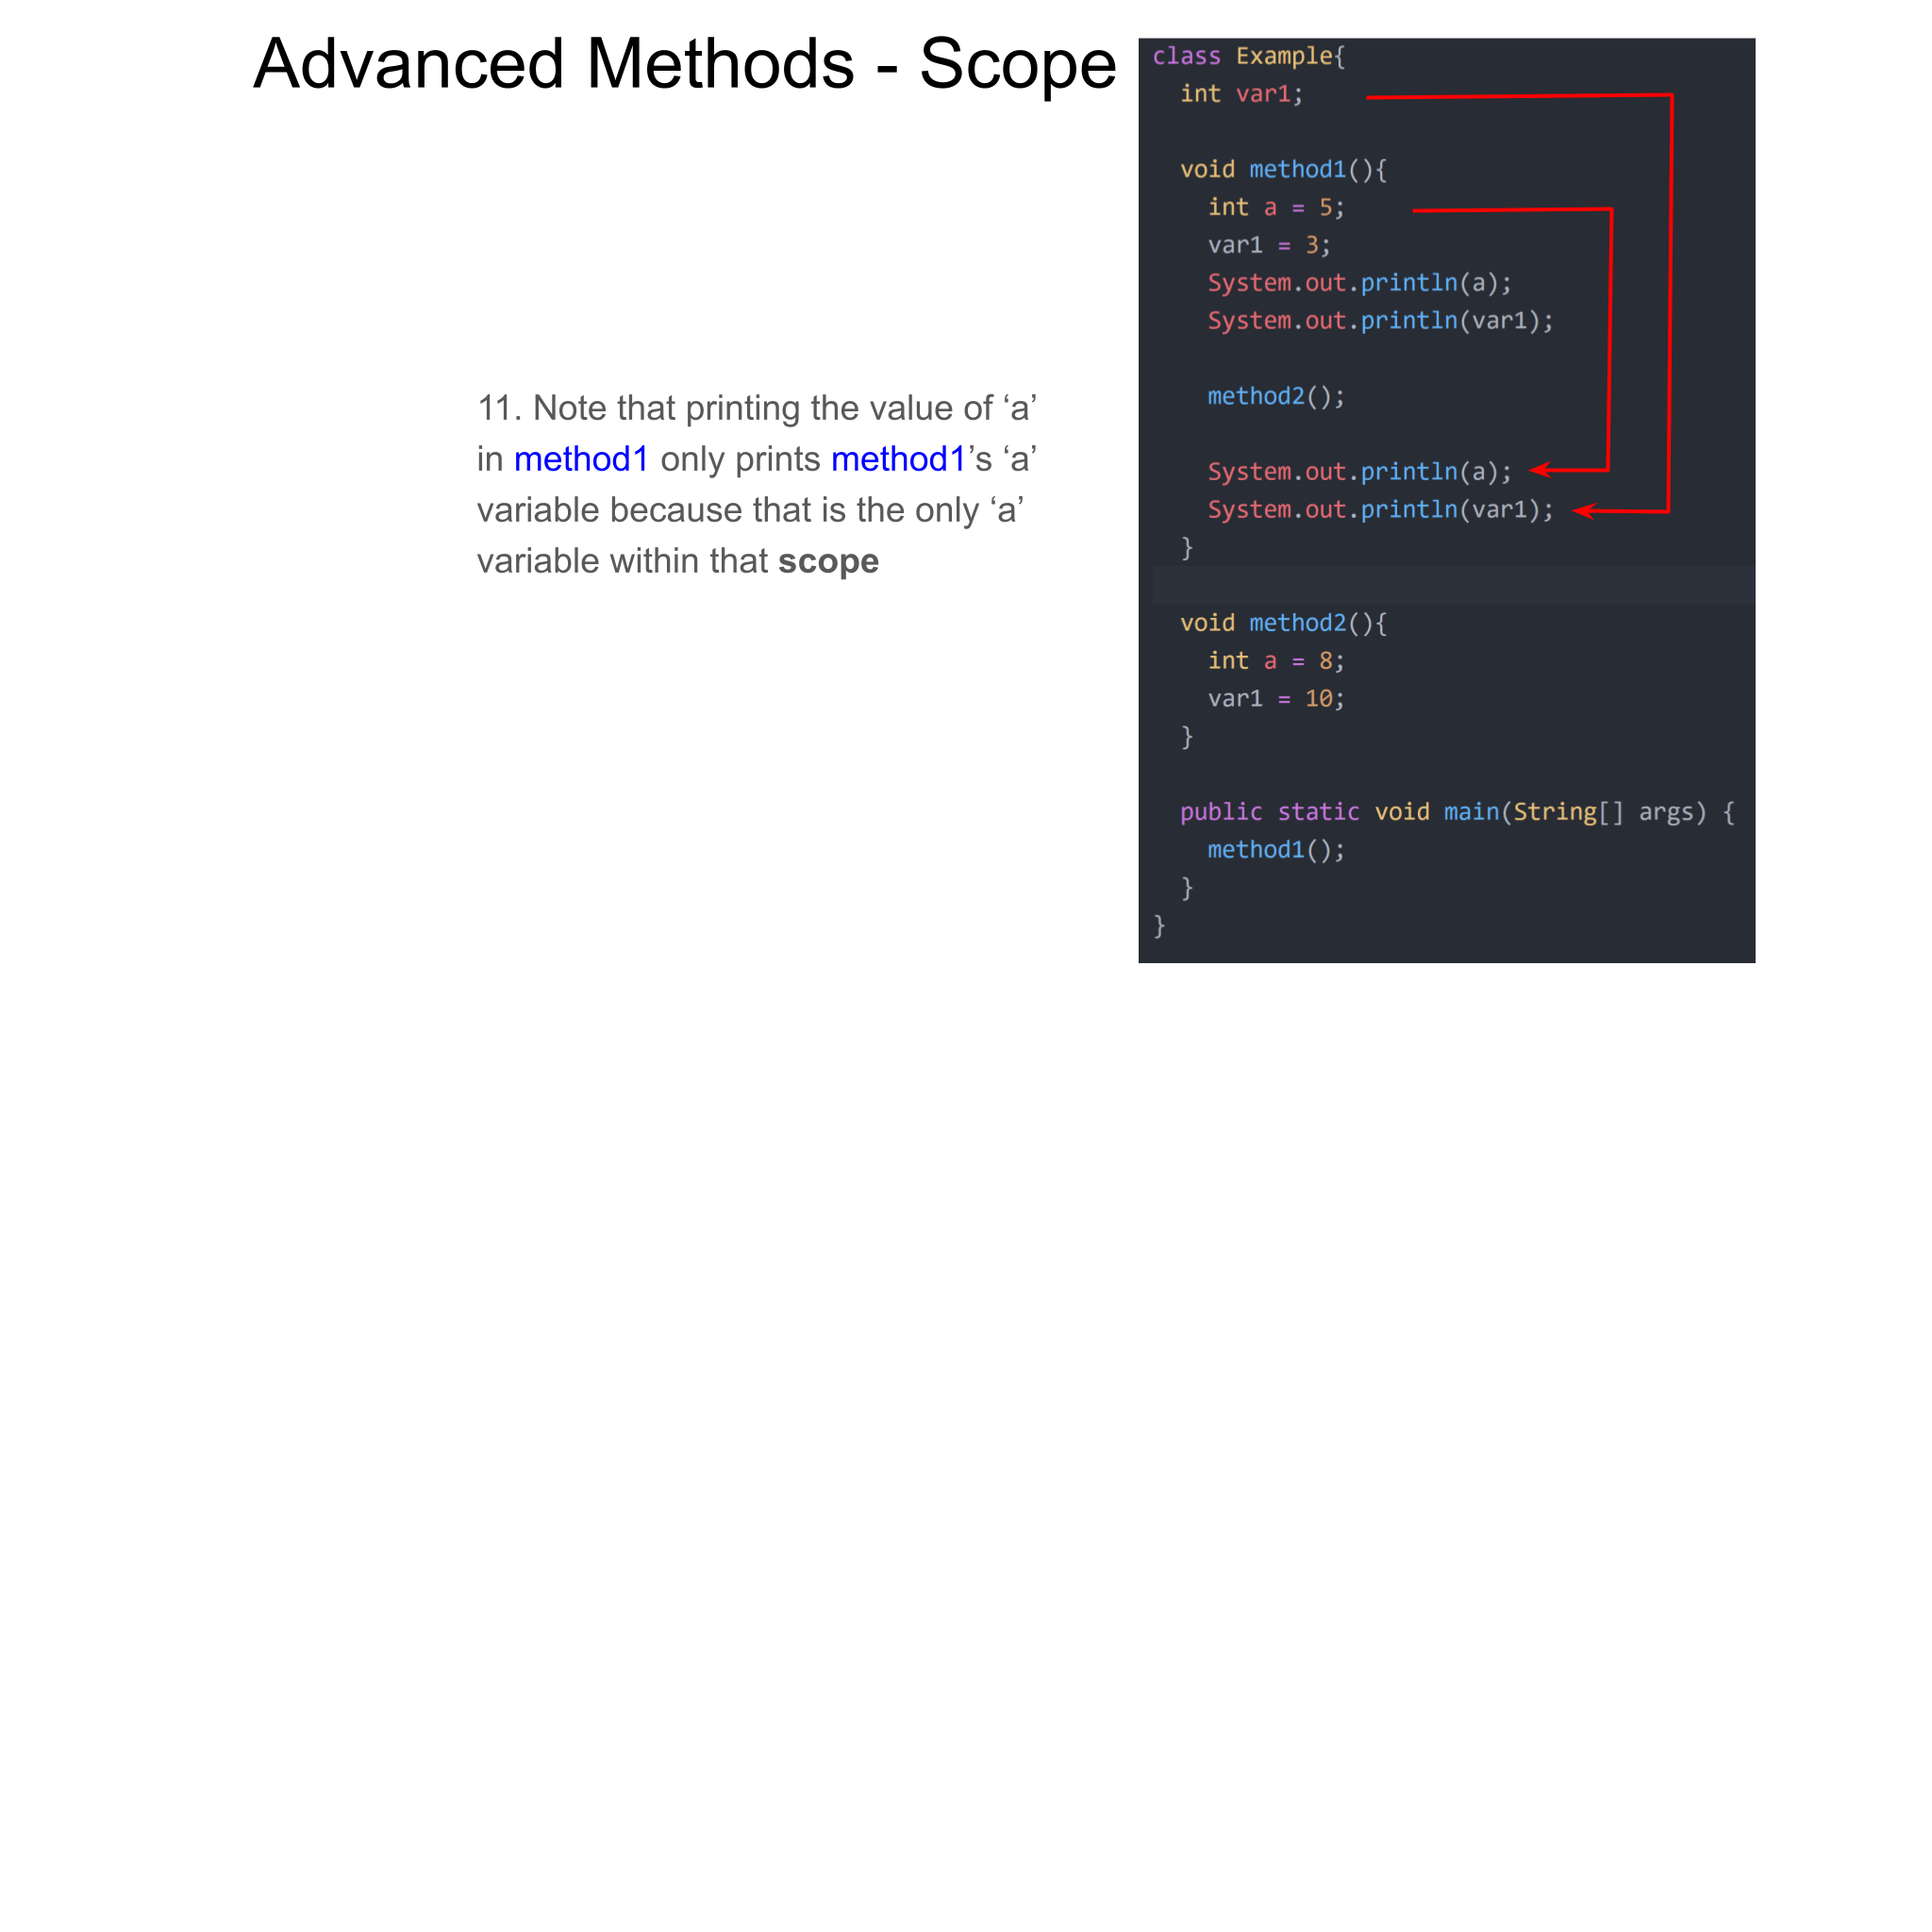 Advanced Methods - Scope
11. Note that printing the value of ‘a’
in method1 only prints method1’s ‘a’
variable because that is the only ‘a’
variable within that scope
class Example{
  int var1;

  void method1(){
    int a = 5;
    var1 = 3;
    System.out.println(a);
    System.out.println(var1);

    method2();

    System.out.println(a);
    System.out.println(var1);
  }

  void method2(){
    int a = 8;
    var1 = 10;
  }

  public static void main(String[] args) {
    method1();
  }
}